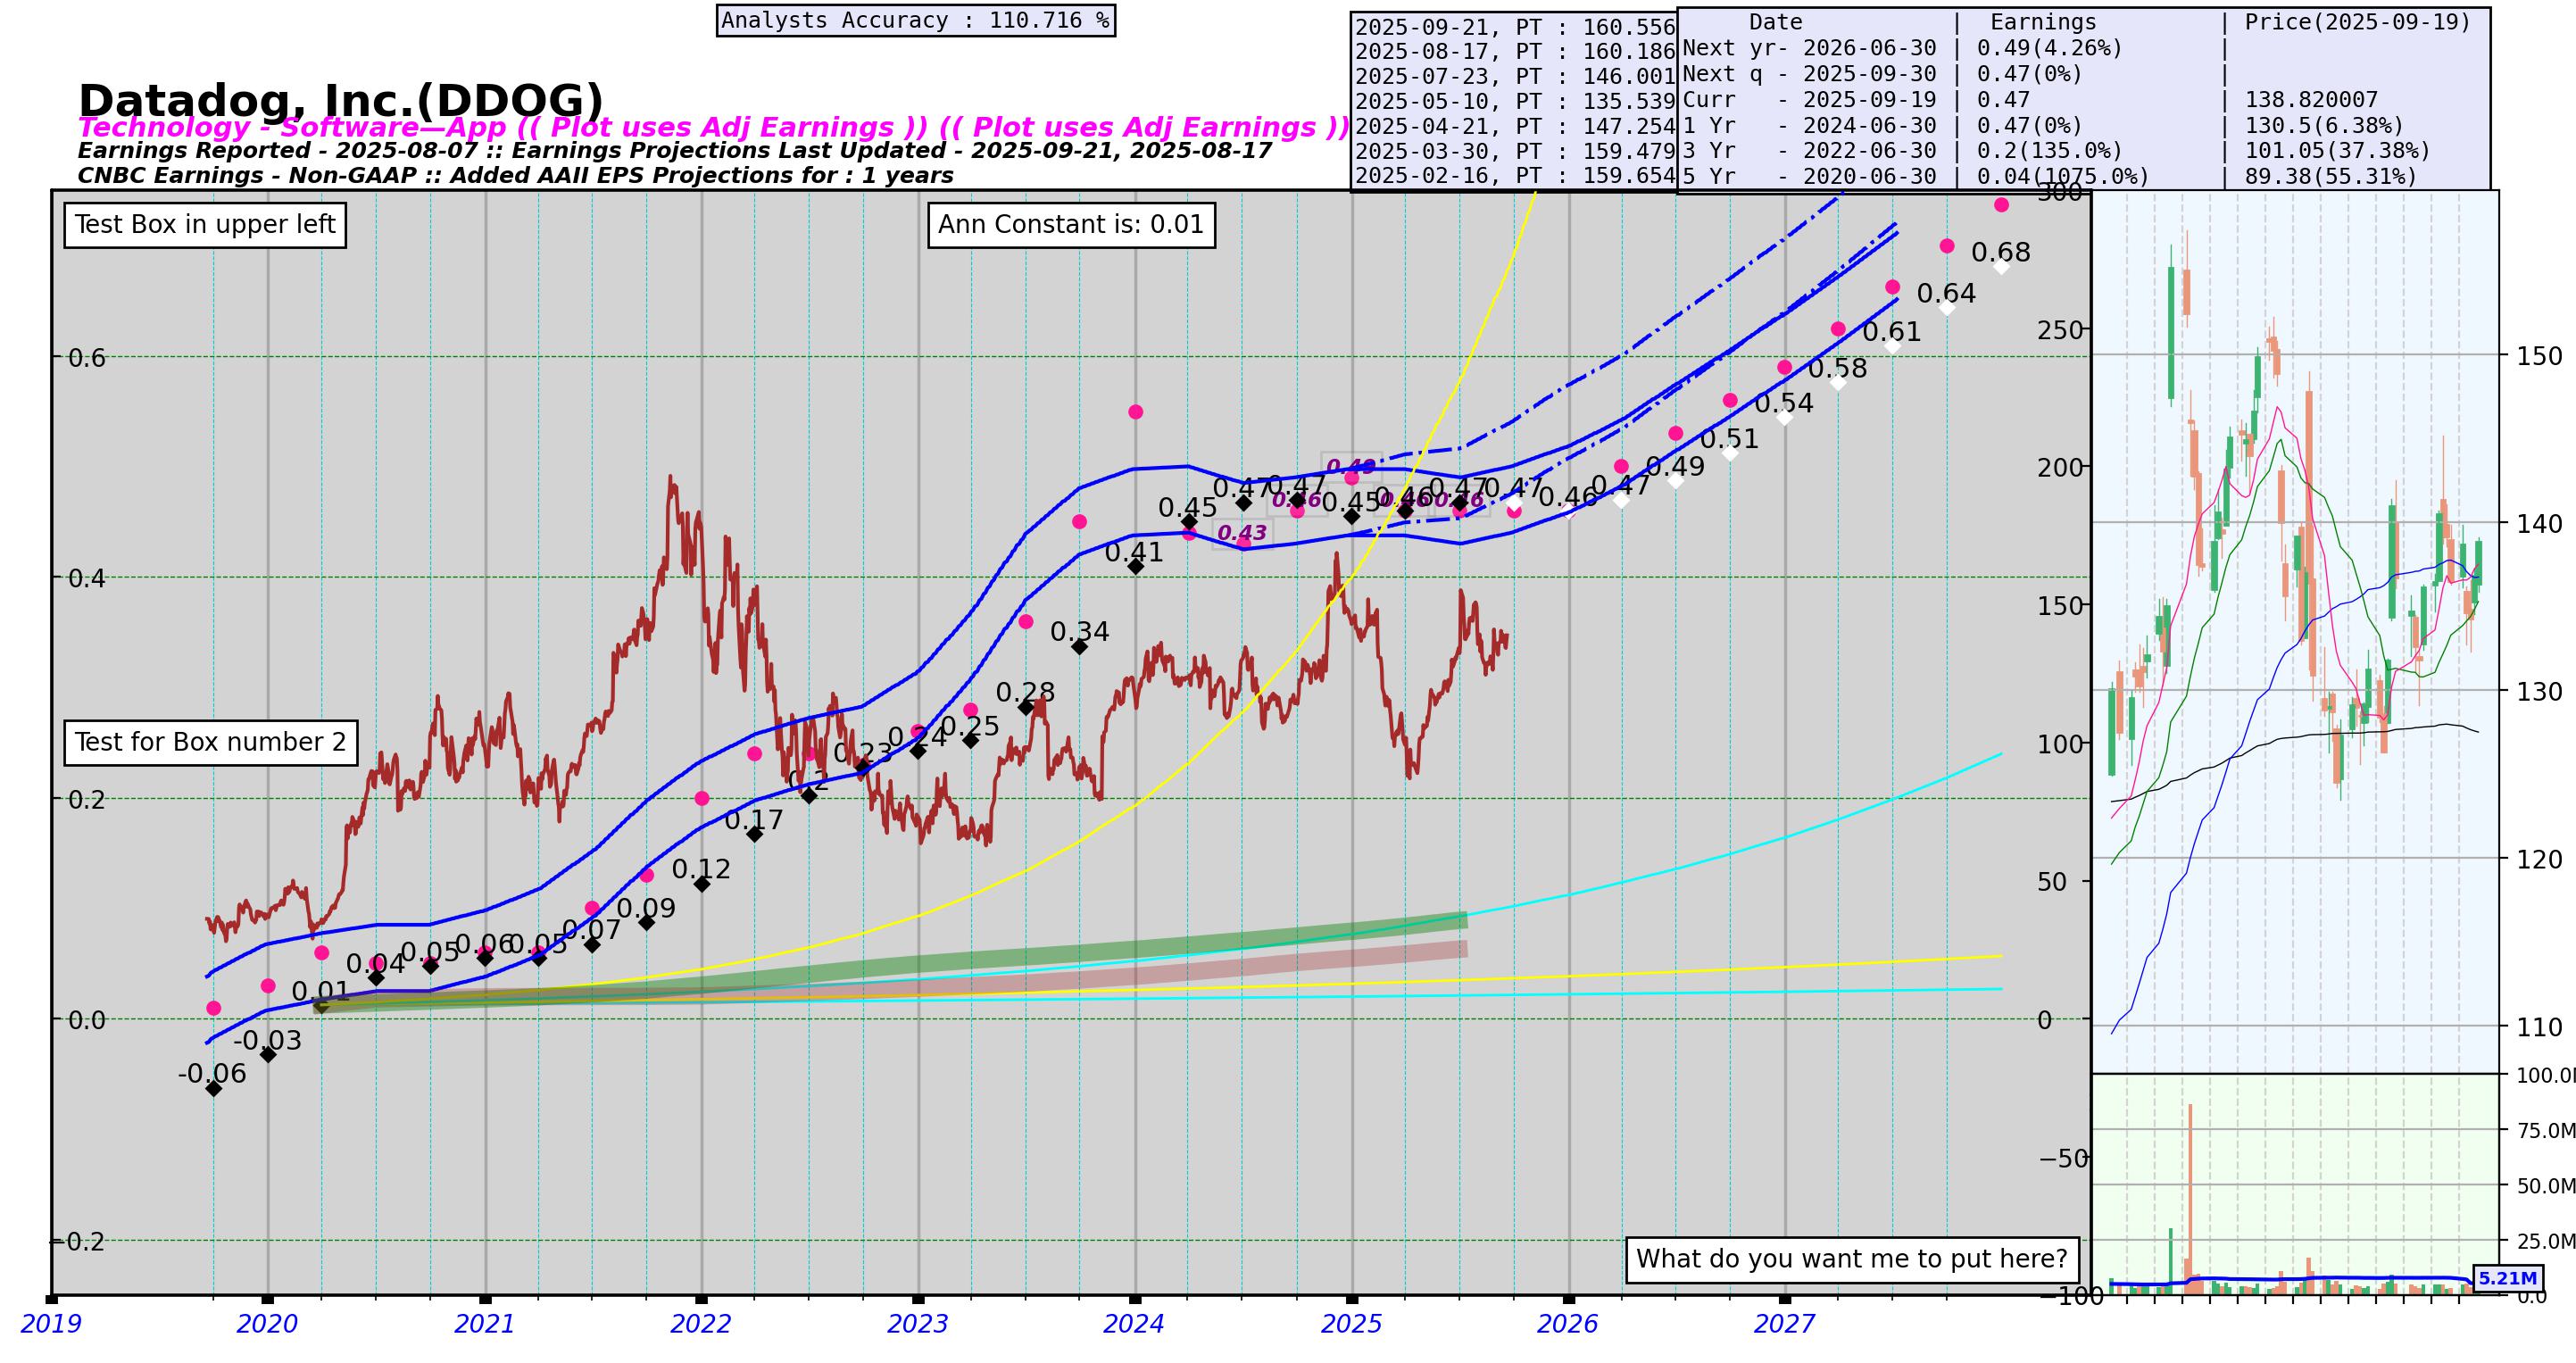 Analysts Accuracy : 110.716 %
2025-09-21, PT : 160.556
2025-08-17, PT : 160.186
2025-07-23, PT : 146.001
2025-05-10, PT : 135.539
2025-04-21, PT : 147.254
2025-03-30, PT : 159.479
2025-02-16, PT : 159.654
Date | Earnings | Price(2025-09-19)
Next yr- 2026-06-30 | 0.49(4.26%) |
Next q - 2025-09-30 | 0.47(0%) |
Curr - 2025-09-19 | 0.47 | 138.820007
1 Yr - 2024-06-30 | 0.47(0%) | 130.5(6.38%)
3 Yr - 2022-06-30 | 0.2(135.0%) | 101.05(37.38%)
5 Yr - 2020-06-30 | 0.04(1075.0%) | 89.38(55.31%)
Datadog, Inc.(DDOG)
Technology - Software—App (( Plot uses Adj Earnings )) (( Plot uses Adj Earnings ))
Earnings Reported - 2025-08-07 :: Earnings Projections Last Updated - 2025-09-21, 2025-08-17
CNBC Earnings - Non-GAAP :: Added AAII EPS Projections for : 1 years
Test Box in upper left
Ann Constant is: 0.01
Test for Box number 2
What do you want me to put here?
0.6
0.4
0.2
0.0
−0.2
-0.06
-0.03
0.01
0.04
0.05
0.06
0.05
0.07
0.09
0.12
0.17
0.2
0.23
0.24
0.25
0.28
0.34
0.41
0.45
0.47
0.47
0.45
0.46
0.47
0.47
0.46
0.47
0.49
0.51
0.54
0.58
0.61
0.64
0.68
0.43
0.46
0.49
0.46
0.46
300
250
200
150
100
50
0
−50
−100
150
140
130
120
110
100.0M
75.0M
50.0M
25.0M
0.0
5.21M
2019
2020
2021
2022
2023
2024
2025
2026
2027